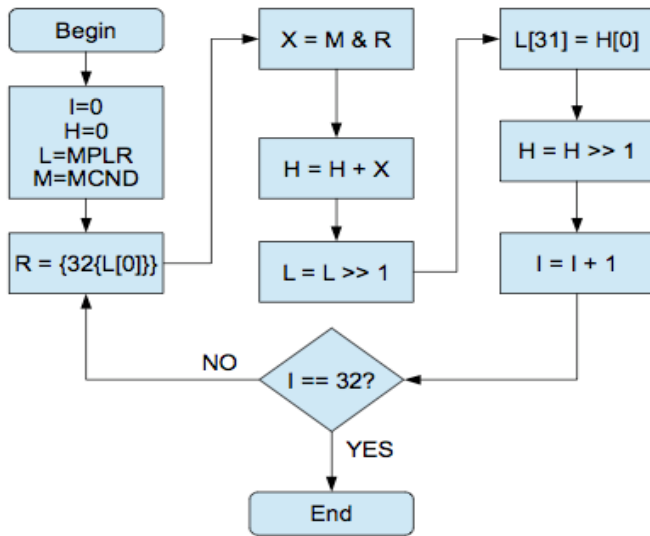 Begin
I=0
H=0
L=MPLR
M=MCND
R = {32{L[0]}}
X = M & R
H = H + X
L = L >> 1
L[31] = H[0]
H = H >> 1
I = I + 1
I == 32?
NO
YES
End